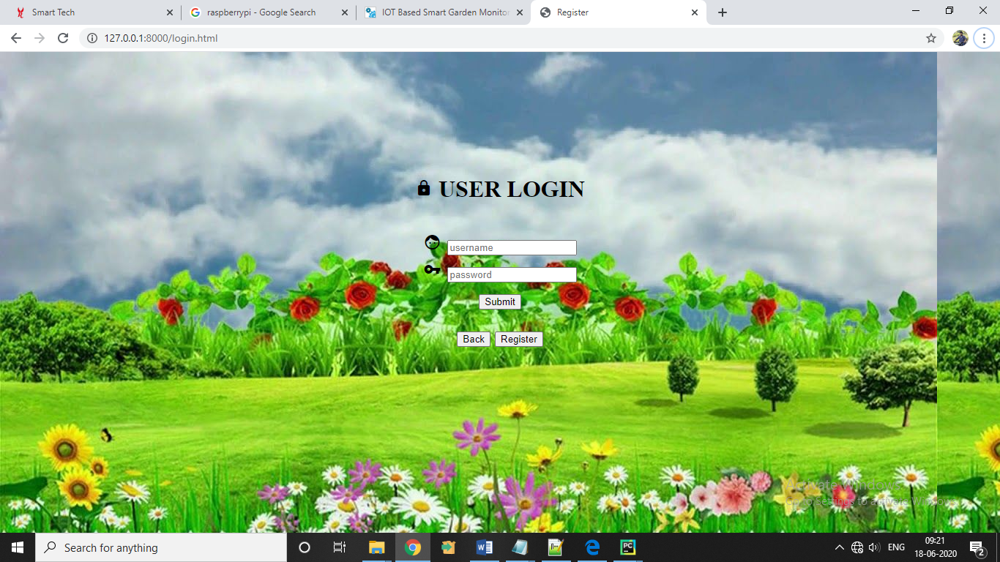 Smart Tech
raspberrypi - Google Search
IOT Based Smart Garden Monitor
Register
127.0.0.1:8000/login.html
USER LOGIN
username
password
Submit
Back Register
Activate Windows
Go to Settings to activate Windows.
Search for anything
W
PC
ENG
09:21
18-06-2020
2